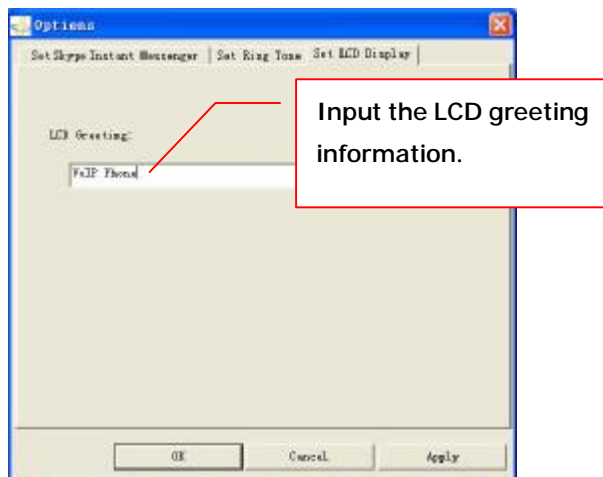 Options
Set Skype Instant Messenger
Set Ring Tone
Set LCD Display
Input the LCD greeting
information.
LCD Greeting:
VoIP Phone
OK
Cancel
Apply